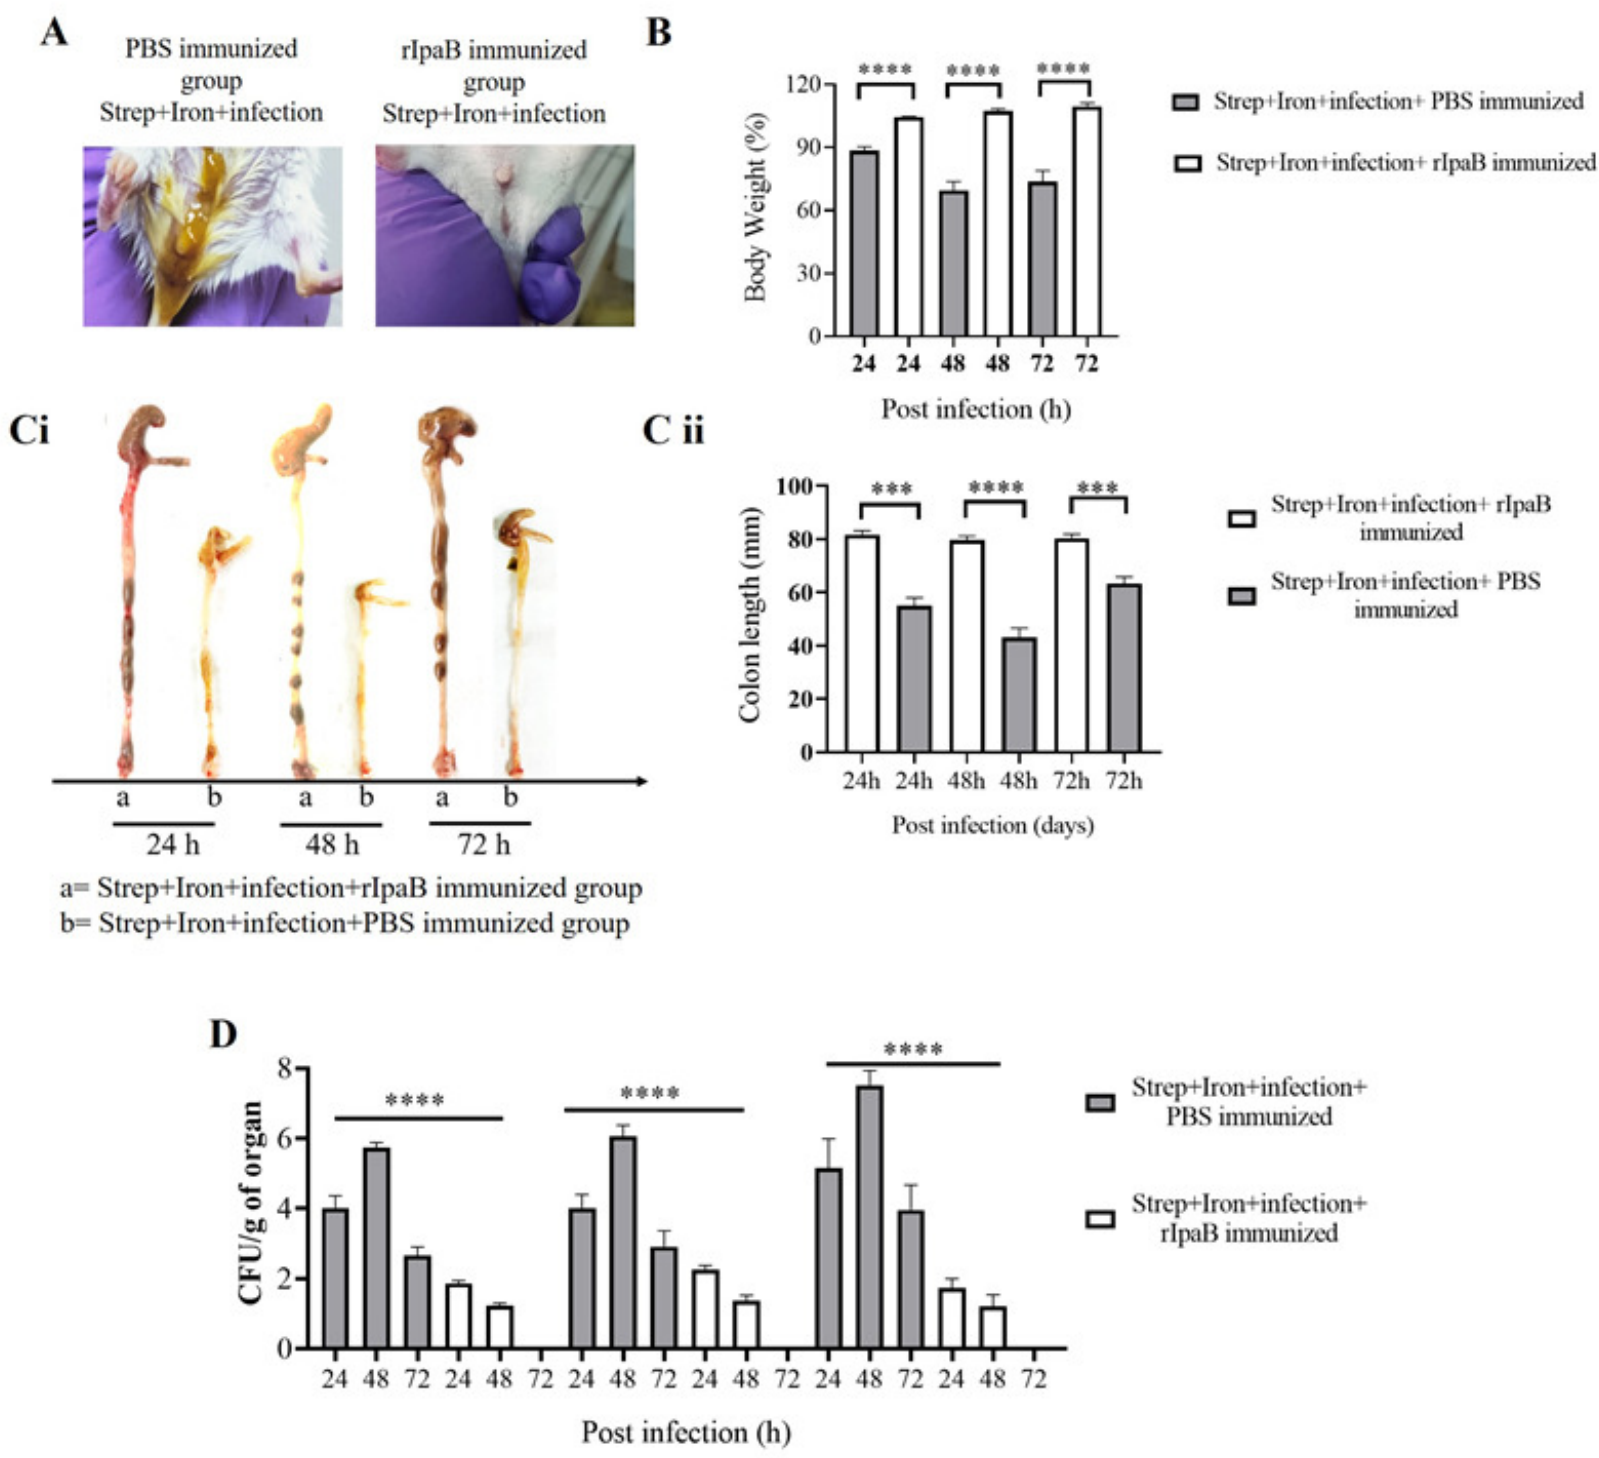 A
PBS immunized
group
Strep+Iron+infection
rIpaB immunized
group
Strep+Iron+infection
B
****
****
****
120
90
60
30
0
Body Weight (%)
24
24
48
48
72
72
Post infection (h)
Strep+Iron+infection+ PBS immunized
Strep+Iron+infection+ rIpaB immunized
Ci
a
b
a
b
a
b
24 h
48 h
72 h
a= Strep+Iron+infection+rIpaB immunized group
b= Strep+Iron+infection+PBS immunized group
C ii
***
****
***
100
80
60
40
20
0
Colon length (mm)
24h
24h
48h
48h
72h
72h
Post infection (days)
Strep+Iron+infection+ rIpaB
immunized
Strep+Iron+infection+ PBS
immunized
D
****
****
****
8
6
4
2
0
CFU/g of organ
24
48
72
24
48
72
24
48
72
24
48
72
24
48
72
24
48
72
Post infection (h)
Strep+Iron+infection+
PBS immunized
Strep+Iron+infection+
rIpaB immunized